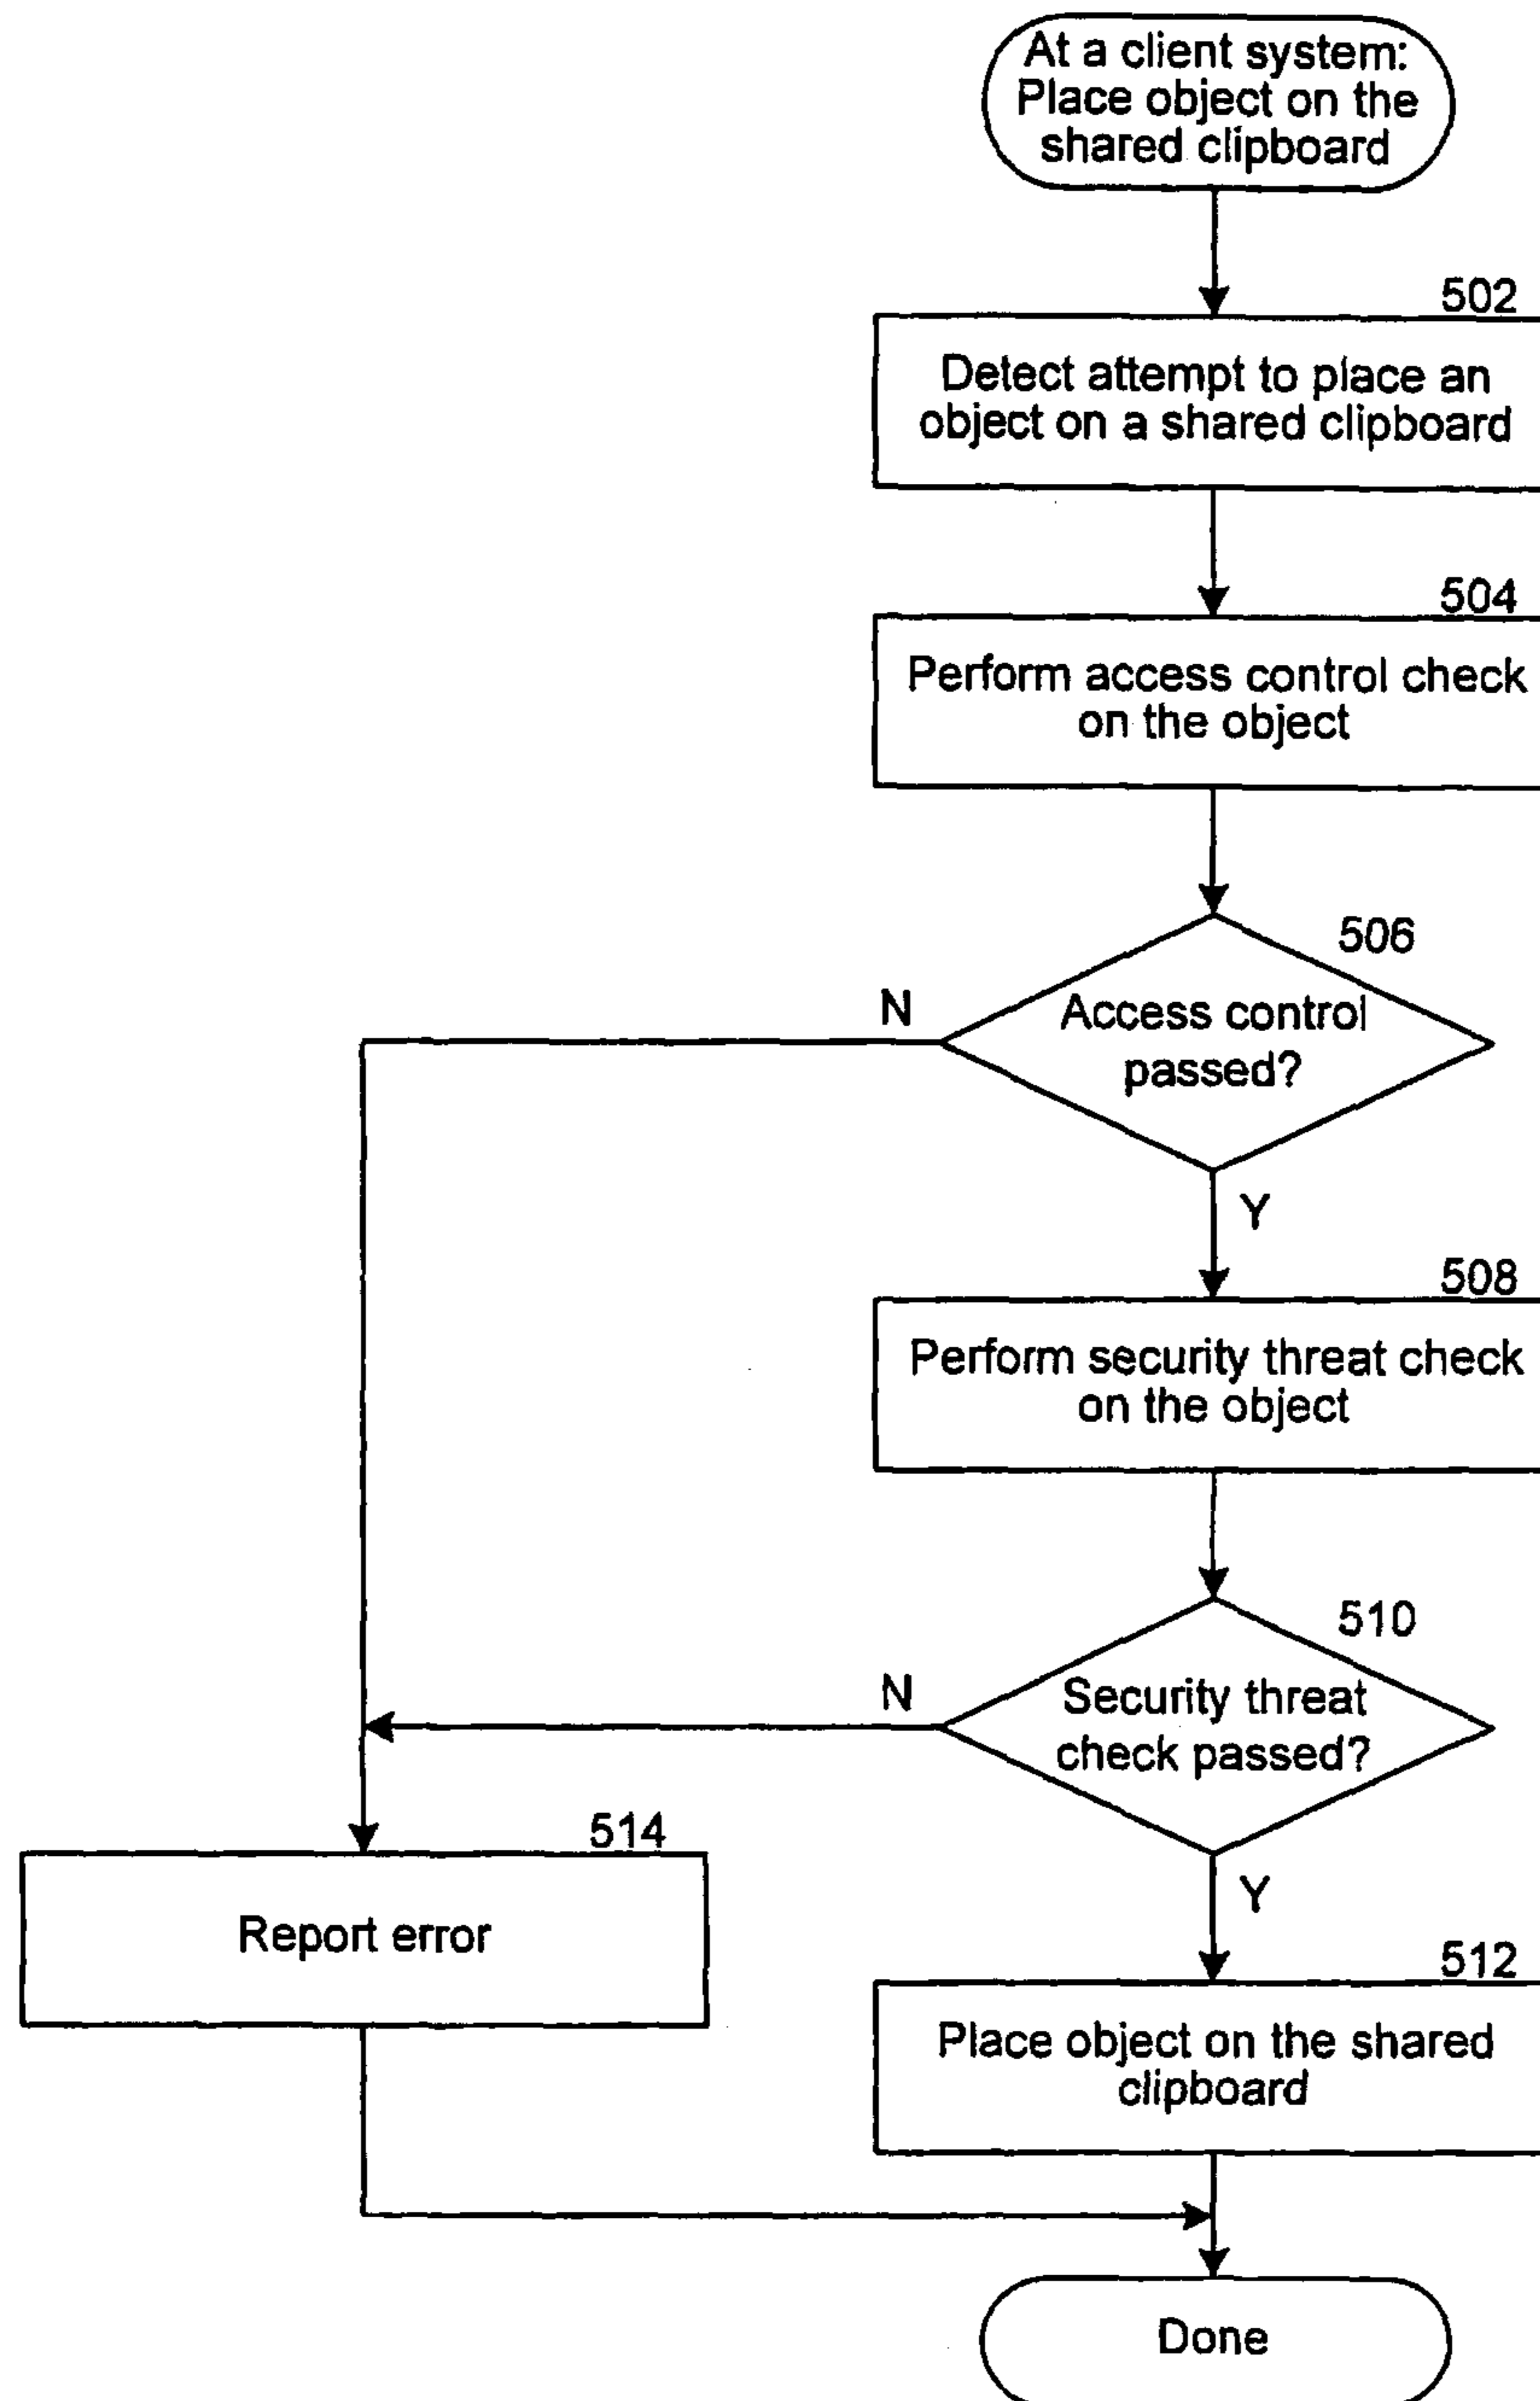 At a client system:
Place object on the
shared clipboard
502
Detect attempt to place an
object on a shared clipboard
504
Perform access control check
on the object
506
Access control
passed?
N
Y
508
Perform security threat check
on the object
510
Security threat
check passed?
N
Y
514
Report error
512
Place object on the shared
clipboard
Done